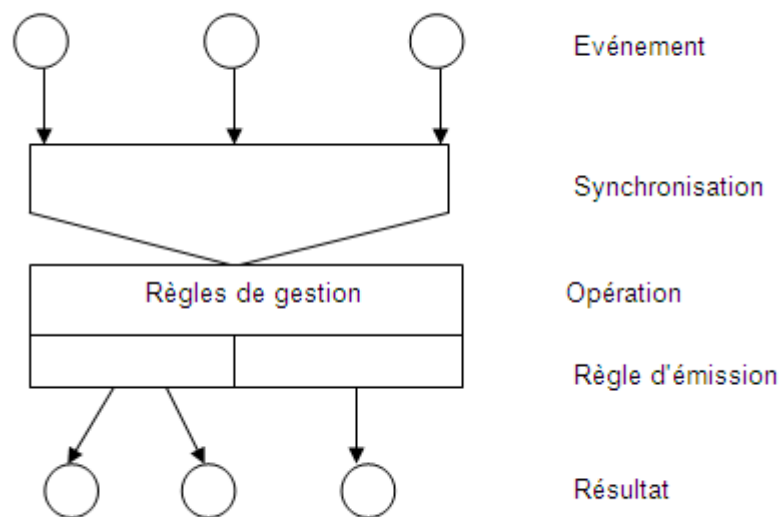 Evénement
Synchronisation
Règles de gestion
Opération
Règle d'émission
Résultat